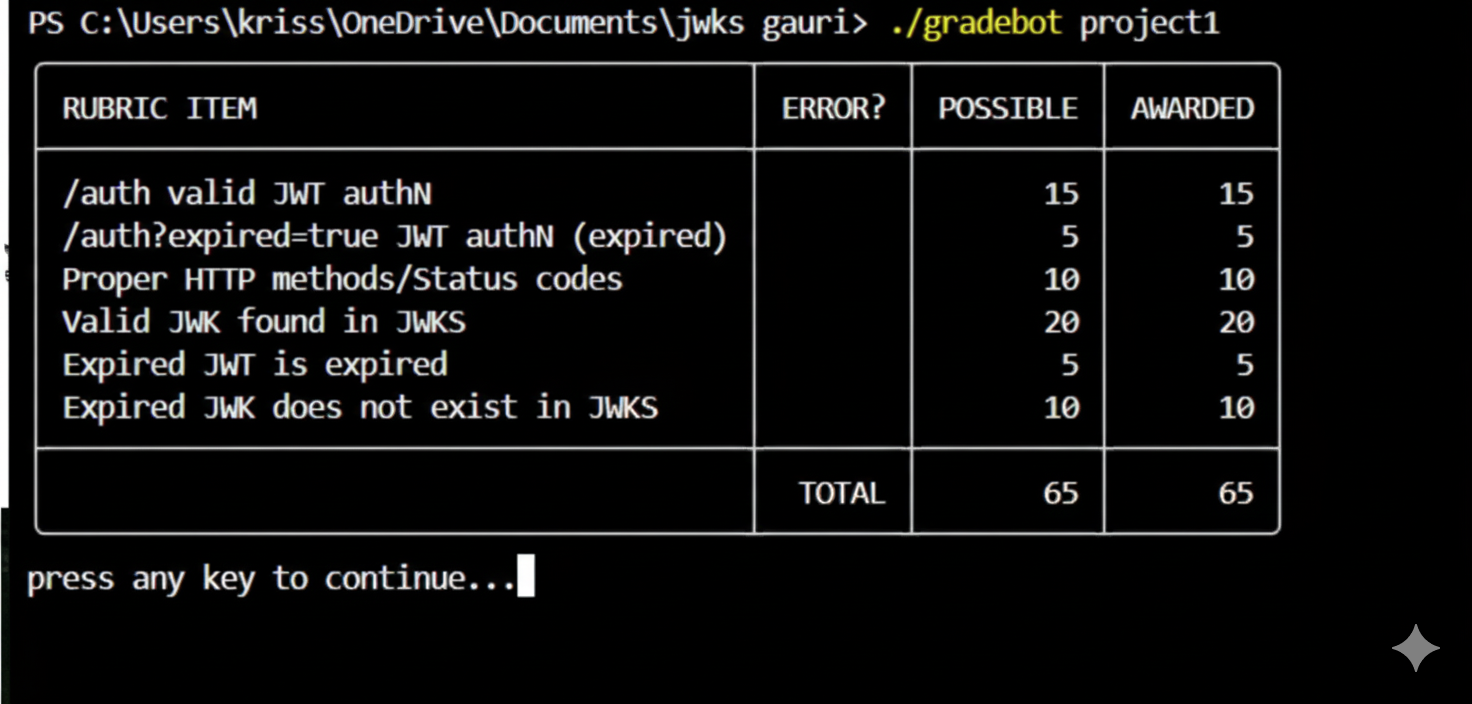 PS C:\Users\kriss\OneDrive\Documents\jwks gauri> ./gradebot project1
RUBRIC ITEM ERROR? POSSIBLE AWARDED
/auth valid JWT authN 15 15
/auth?expired=true JWT authN (expired) 5 5
Proper HTTP methods/Status codes 10 10
Valid JWK found in JWKS 20 20
Expired JWT is expired 5 5
Expired JWK does not exist in JWKS 10 10
TOTAL 65 65
press any key to continue...